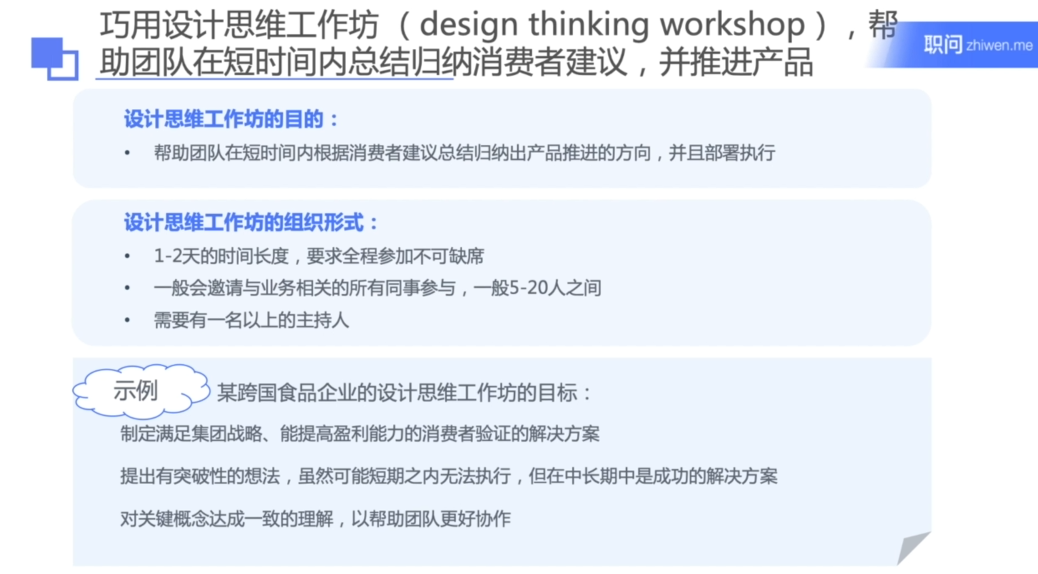 巧用设计思维工作坊（design thinking workshop），帮
助团队在短时间内总结归纳消费者建议，并推进产品
职问 zhiwen.me
设计思维工作坊的目的：
• 帮助团队在短时间内根据消费者建议总结归纳出产品推进的方向，并且部署执行
设计思维工作坊的组织形式：
• 1-2天的时间长度，要求全程参加不可缺席
• 一般会邀请与业务相关的所有同事参与，一般5-20人之间
• 需要有一名以上的主持人
示例
某跨国食品企业的设计思维工作坊的目标：
制定满足集团战略、能提高盈利能力的消费者验证的解决方案
提出有突破性的想法，虽然可能短期之内无法执行，但在中长期中是成功的解决方案
对关键概念达成一致的理解，以帮助团队更好协作